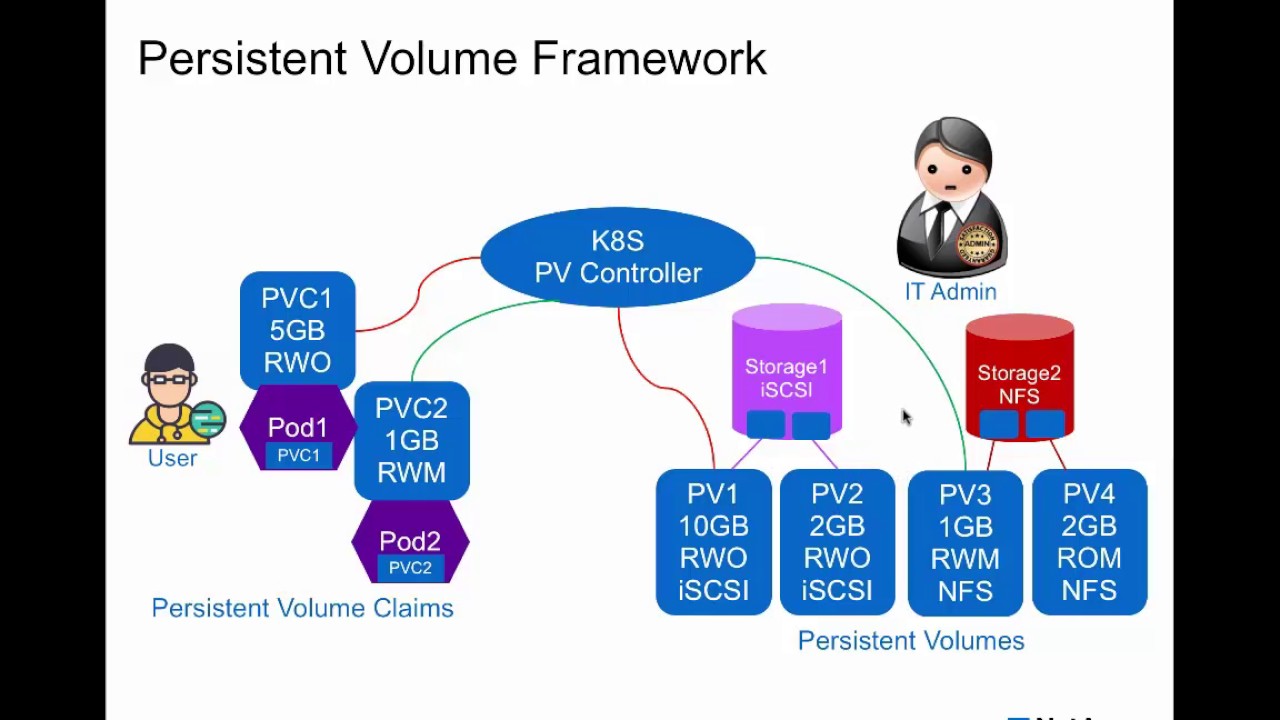 Persistent Volume Framework
K8S
PV Controller
IT Admin
PVC1
5GB
RWO
Pod1
PVC1
User
PVC2
1GB
RWM
Pod2
PVC2
Persistent Volume Claims
Storage1
iSCSI
Storage2
NFS
PV1
10GB
RWO
iSCSI
PV2
2GB
RWO
iSCSI
PV3
1GB
RWM
NFS
PV4
2GB
ROM
NFS
Persistent Volumes
ADMIN